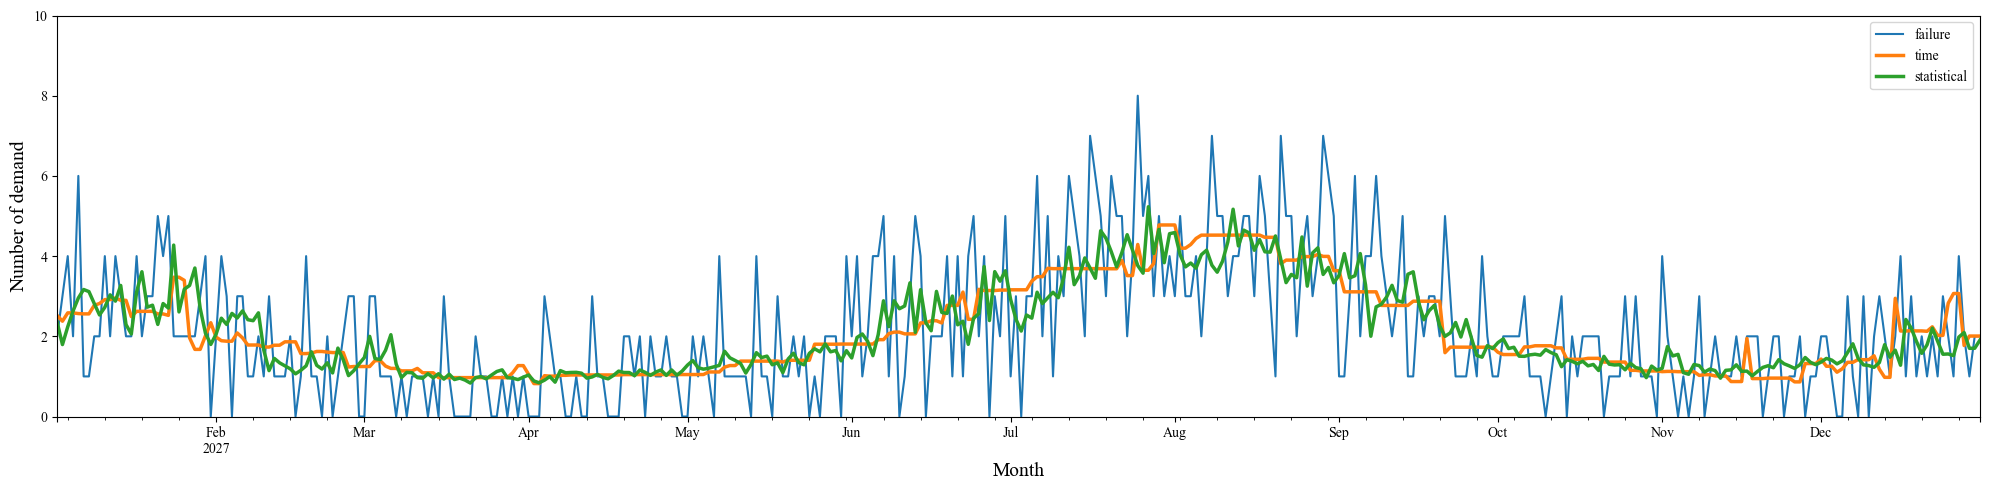 Number of demand
10
8
6
4
2
0
failure
time
statistical
Feb
2027
Mar
Apr
May
Jun
Jul
Aug
Sep
Oct
Nov
Dec
Month